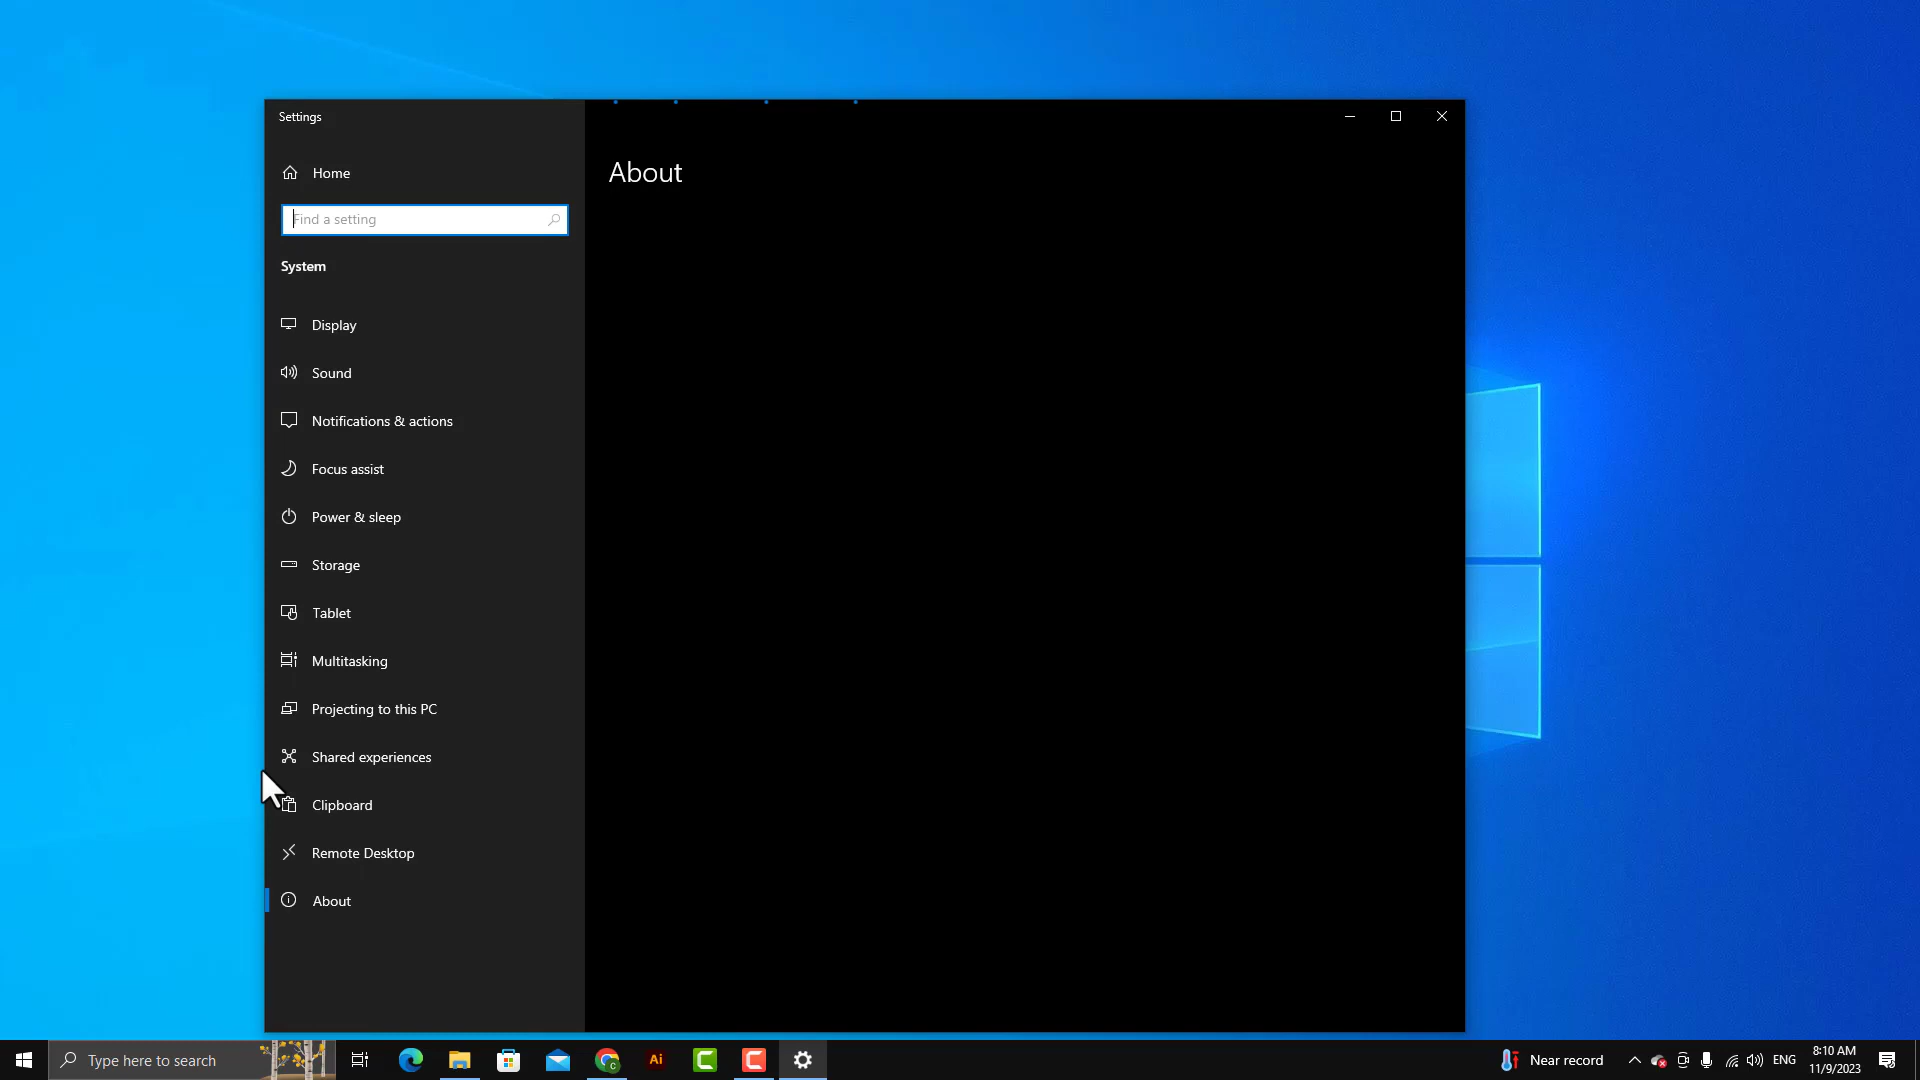 Settings
Home
Find a setting
System
Display
Sound
Notifications & actions
Focus assist
Power & sleep
Storage
Tablet
Multitasking
Projecting to this PC
Shared experiences
Clipboard
Remote Desktop
About
About
Type here to search
Ai
C
C
C
Near record
ENG
8:10 AM
11/9/2023